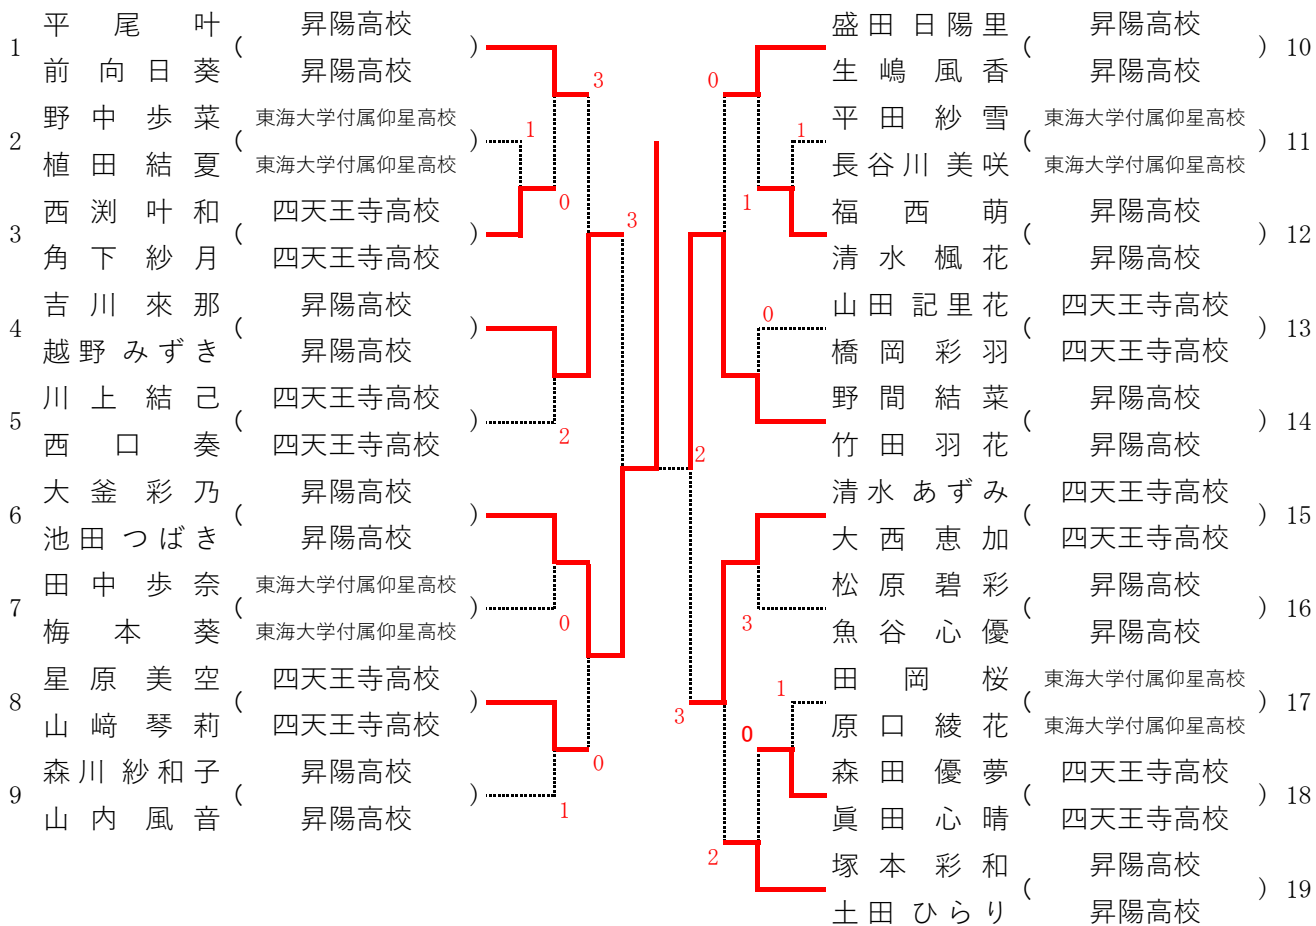 1 平尾叶 ( 昇陽高校 )
前向日葵 昇陽高校
2 野中歩菜 ( 東海大学付属仰星高校 )
植田結夏 東海大学付属仰星高校
3 西渕叶和 ( 四天王寺高校 )
角下紗月 四天王寺高校
4 吉川來那 ( 昇陽高校 )
越野みずき 昇陽高校
5 川上結己 ( 四天王寺高校 )
西口奏 四天王寺高校
6 大釜彩乃 ( 昇陽高校 )
池田つばき 昇陽高校
7 田中歩奈 ( 東海大学付属仰星高校 )
梅本葵 東海大学付属仰星高校
8 星原美空 ( 四天王寺高校 )
山﨑琴莉 四天王寺高校
9 森川紗和子 ( 昇陽高校 )
山内風音 昇陽高校
3
1
0
3
2
0
0
1
盛田日陽里 ( 昇陽高校 ) 10
生嶋風香 昇陽高校
平田紗雪 ( 東海大学付属仰星高校 ) 11
長谷川美咲 東海大学付属仰星高校
福西萌 ( 昇陽高校 ) 12
清水楓花 昇陽高校
山田記里花 ( 四天王寺高校 ) 13
橋岡彩羽 四天王寺高校
野間結菜 ( 昇陽高校 ) 14
竹田羽花 昇陽高校
清水あずみ ( 四天王寺高校 ) 15
大西恵加 四天王寺高校
松原碧彩 ( 昇陽高校 ) 16
魚谷心優 昇陽高校
田岡桜 ( 東海大学付属仰星高校 ) 17
原口綾花 東海大学付属仰星高校
森田優夢 ( 四天王寺高校 ) 18
眞田心晴 四天王寺高校
塚本彩和 ( 昇陽高校 ) 19
土田ひらり 昇陽高校
0
1
1
0
2
3
1
3
0
2